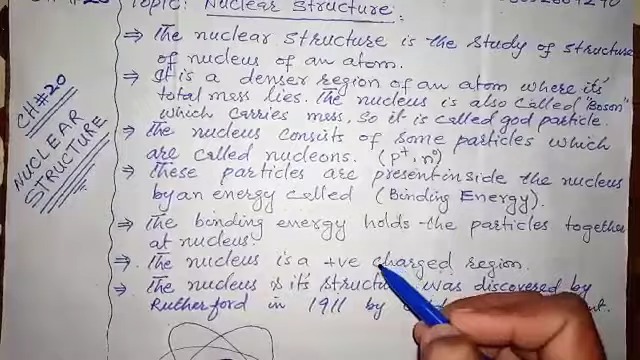 Topic: Nuclear Structure:
⇒ The nuclear structure is the study of structure
of nucleus of an atom.
⇒ It is a denser region of an atom where it's
total mass lies. The nucleus is also called "Boson"
which carries mass. So it is called god particle.
⇒ The nucleus consists of some particles which
are called nucleons. (p⁺, n⁰)
⇒ These particles are present inside the nucleus
by an energy called (Binding Energy).
⇒ The binding energy holds the particles together
at nucleus.
⇒ The nucleus is a +ve charged region.
⇒ The nucleus & it's was discovered by
Rutherford in 1911 by
CH#20
NUCLEAR
STRUCTURE